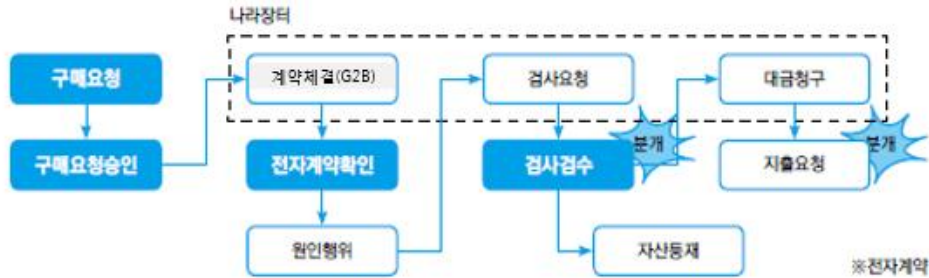 나라장터
구매요청
계약체결(G2B)
검사요청
대금청구
구매요청승인
전자계약확인
검사검수
분개
지출요청
분개
원인행위
자산등재
※전자계약